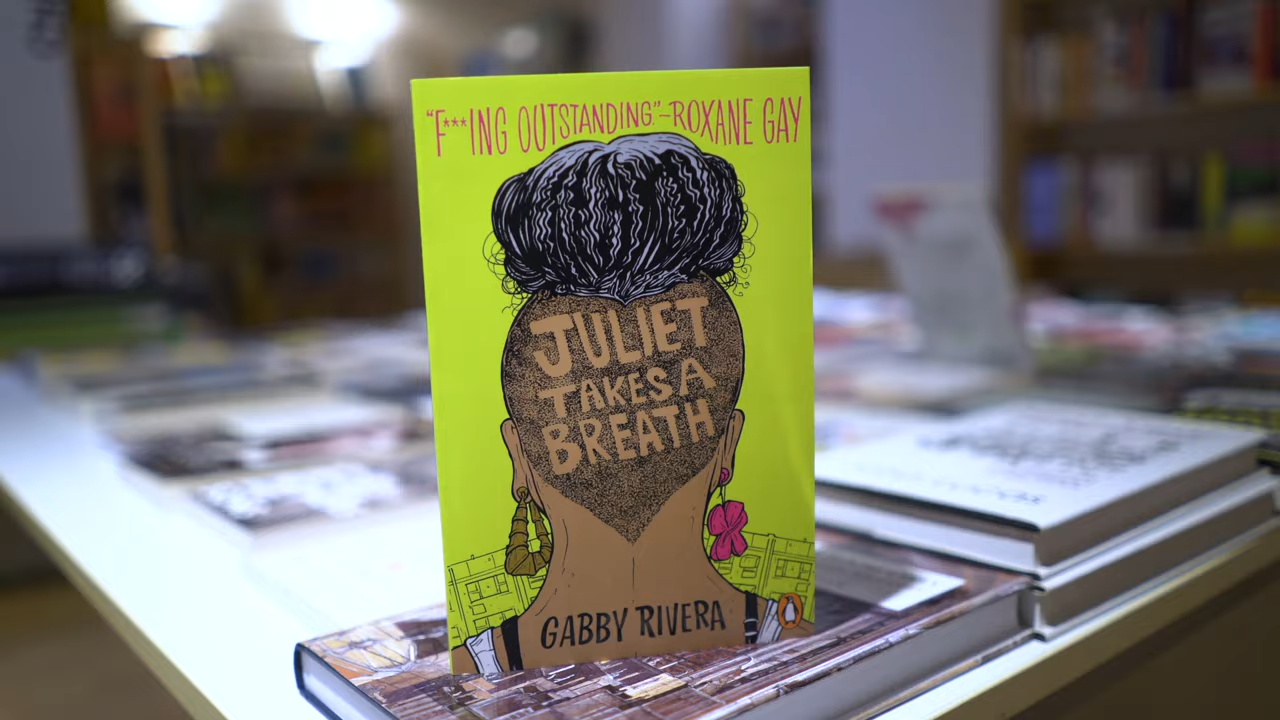 "F***ING OUTSTANDING."—ROXANE GAY
JULIET
TAKES A
BREATH
GABBY RIVERA